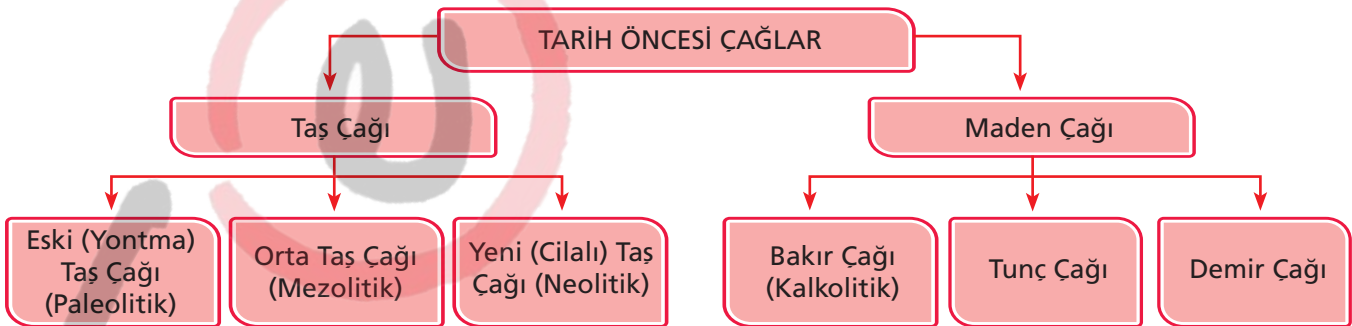 TARİH ÖNCESİ ÇAĞLAR
Taş Çağı
Maden Çağı
Eski (Yontma)
Taş Çağı
(Paleolitik)
Orta Taş Çağı
(Mezolitik)
Yeni (Cilalı) Taş
Çağı (Neolitik)
Bakır Çağı
(Kalkolitik)
Tunç Çağı
Demir Çağı